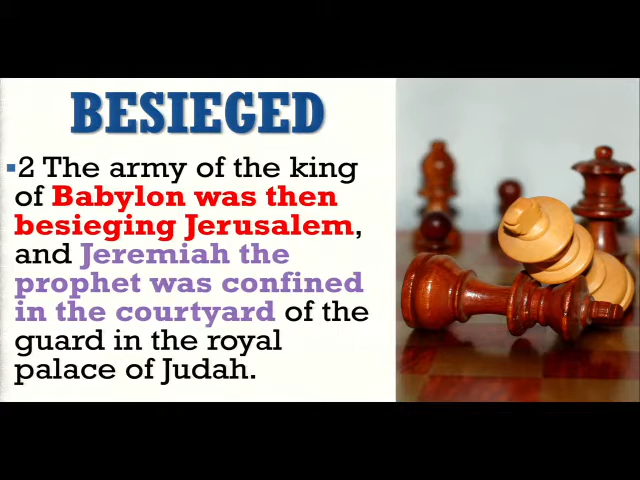 BESIEGED
▪2 The army of the king
of Babylon was then
besieging Jerusalem,
and Jeremiah the
prophet was confined
in the courtyard of the
guard in the royal
palace of Judah.